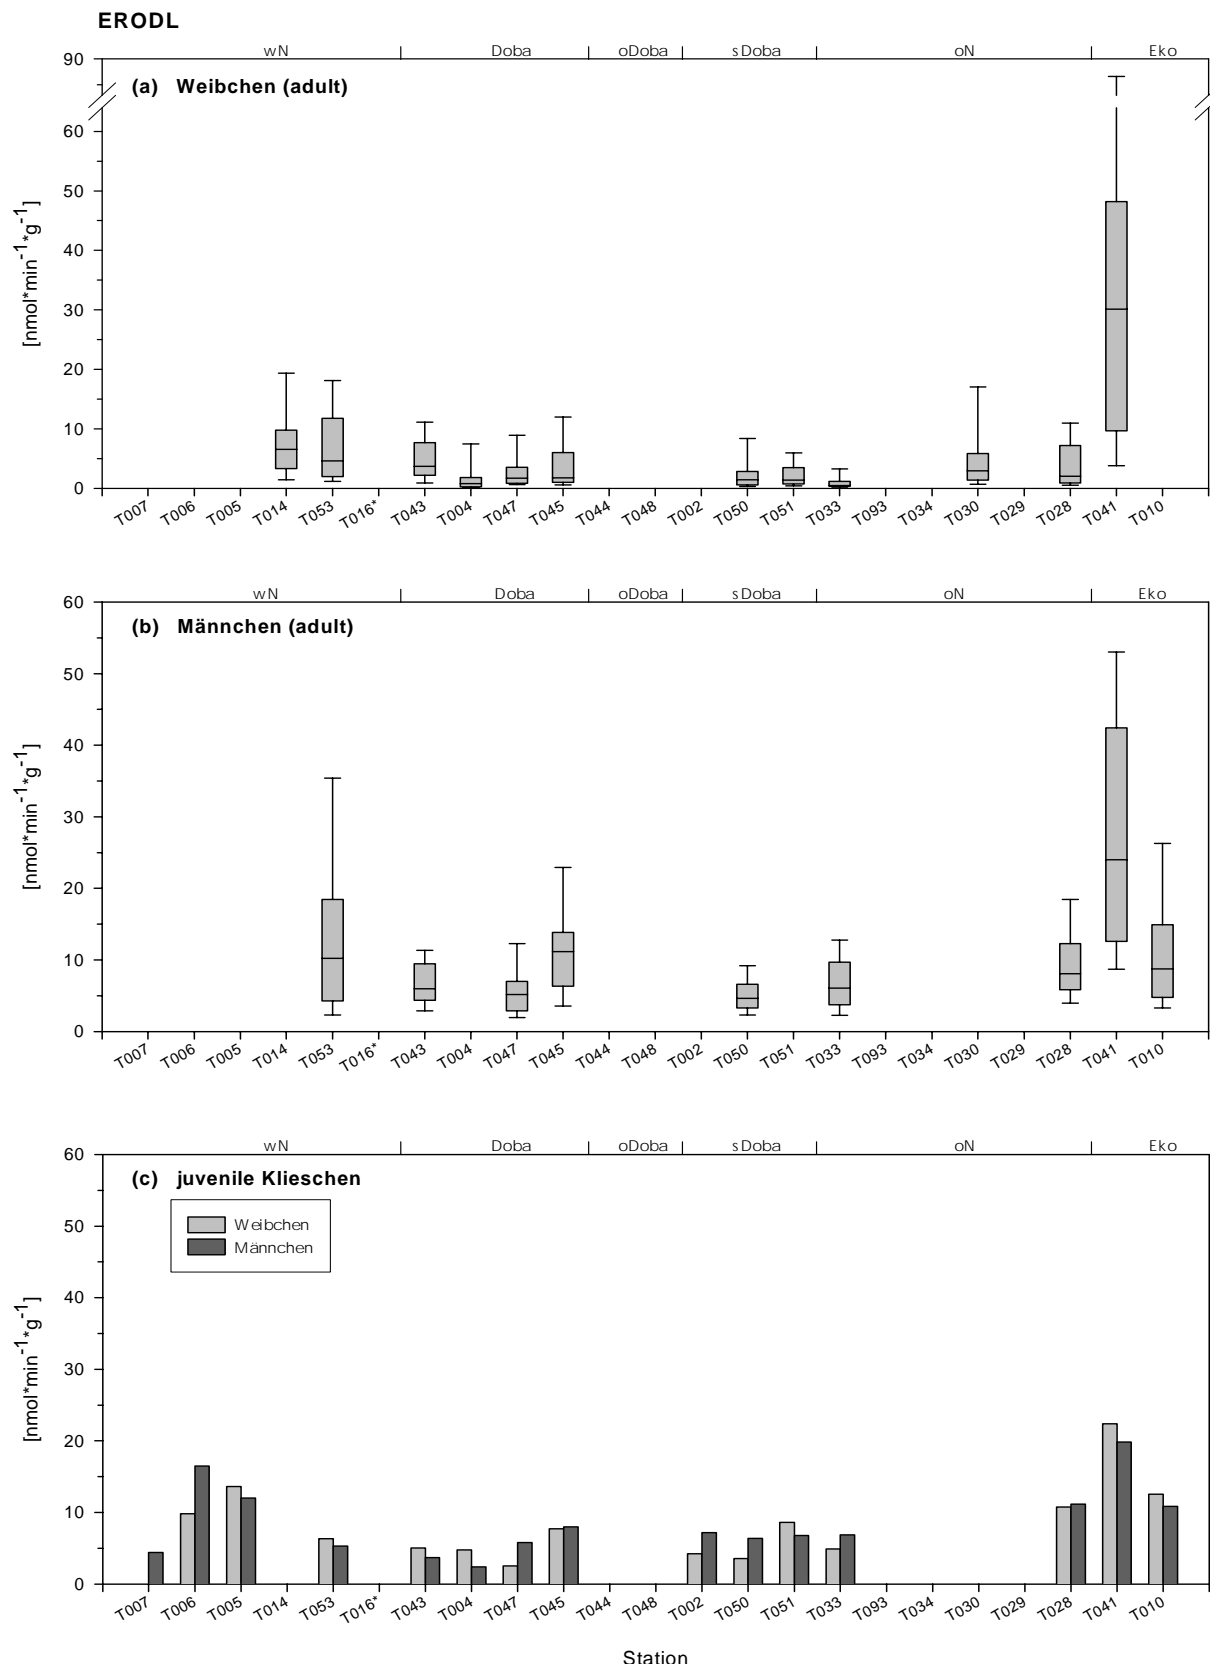 ERODL
wN Doba oDoba sDoba oN Eko
(a) Weibchen (adult)
90
60
50
40
30
20
10
0
[nmol*min⁻¹*g⁻¹]
T007 T006 T005 T014 T053 T016* T043 T004 T047 T045 T044 T048 T002 T050 T051 T033 T093 T034 T030 T029 T028 T041 T010
wN Doba oDoba sDoba oN Eko
(b) Männchen (adult)
60
50
40
30
20
10
0
[nmol*min⁻¹*g⁻¹]
T007 T006 T005 T014 T053 T016* T043 T004 T047 T045 T044 T048 T002 T050 T051 T033 T093 T034 T030 T029 T028 T041 T010
wN Doba oDoba sDoba oN Eko
(c) juvenile Klieschen
Weibchen
Männchen
60
50
40
30
20
10
0
[nmol*min⁻¹*g⁻¹]
T007 T006 T005 T014 T053 T016* T043 T004 T047 T045 T044 T048 T002 T050 T051 T033 T093 T034 T030 T029 T028 T041 T010
Station